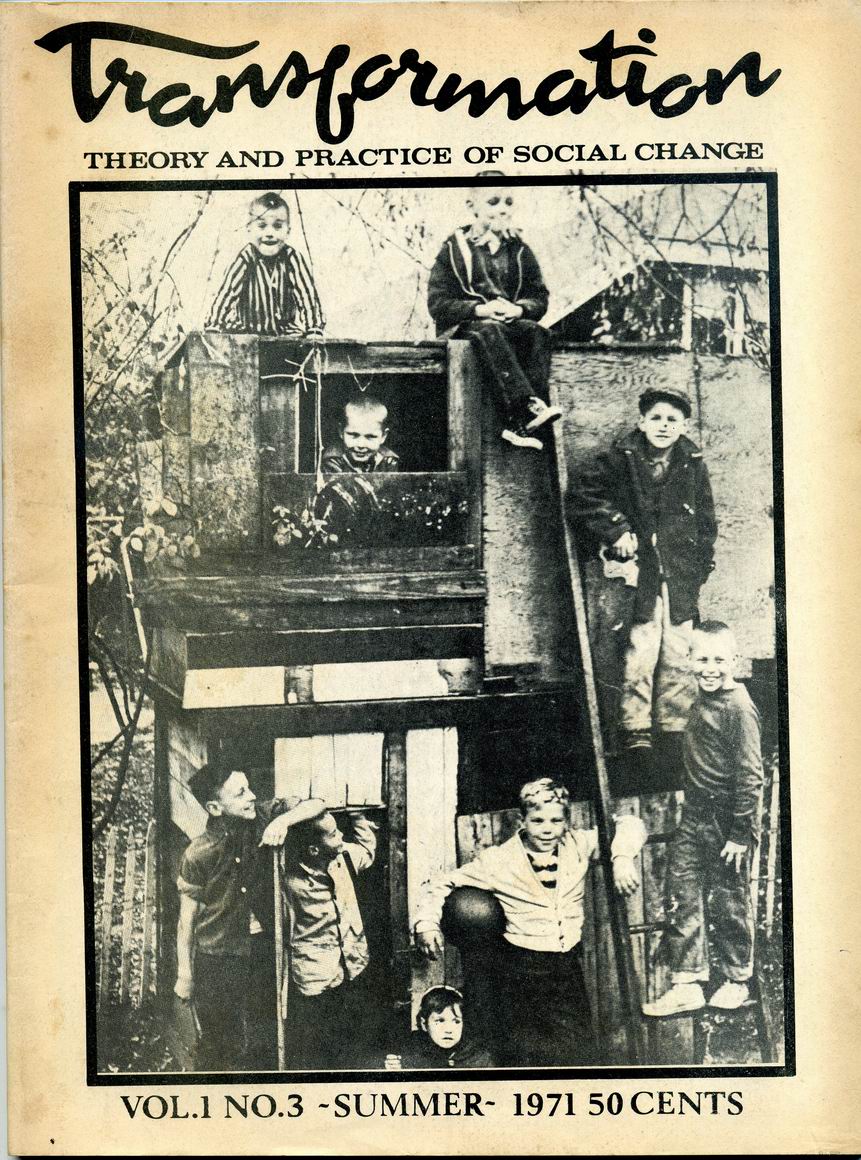 Transformation
THEORY AND PRACTICE OF SOCIAL CHANGE
VOL.1 NO.3 ~SUMMER~ 1971 50 CENTS